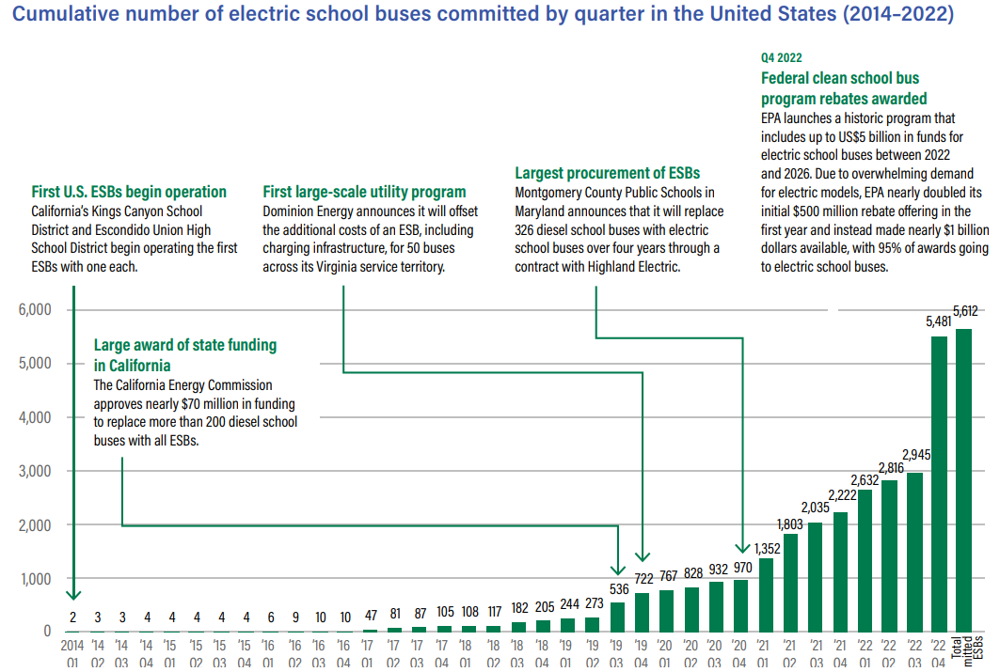 Cumulative number of electric school buses committed by quarter in the United States (2014–2022)
Q4 2022
Federal clean school bus
program rebates awarded
EPA launches a historic program that
includes up to US$5 billion in funds for
electric school buses between 2022
and 2026. Due to overwhelming demand
for electric models, EPA nearly doubled its
initial $500 million rebate offering in the
first year and instead made nearly $1 billion
dollars available, with 95% of awards going
to electric school buses.
Largest procurement of ESBs
Montgomery County Public Schools in
Maryland announces that it will replace
326 diesel school buses with electric
school buses over four years through a
contract with Highland Electric.
First U.S. ESBs begin operation
California's Kings Canyon School
District and Escondido Union High
School District begin operating the first
ESBs with one each.
First large-scale utility program
Dominion Energy announces it will offset
the additional costs of an ESB, including
charging infrastructure, for 50 buses
across its Virginia service territory.
Large award of state funding
in California
The California Energy Commission
approves nearly $70 million in funding
to replace more than 200 diesel school
buses with all ESBs.
6,000
5,000
4,000
3,000
2,000
1,000
0
2 3 3 4 4 4 4 4 6 9 10 10 47 81 87 105 108 117 182 205 244 273 536 722 767 828 932 970 1,352 1,803 2,035 2,222 2,632 2,816 2,945 5,481 5,612
2014 '14 '14 '14 '15 '15 '15 '15 '16 '16 '16 '16 '17 '17 '17 '17 '18 '18 '18 '18 '19 '19 '19 '19 '20 '20 '20 '20 '21 '21 '21 '21 '22 '22 '22 '22
Q1 Q2 Q3 Q4 Q1 Q2 Q3 Q4 Q1 Q2 Q3 Q4 Q1 Q2 Q3 Q4 Q1 Q2 Q3 Q4 Q1 Q2 Q3 Q4 Q1 Q2 Q3 Q4 Q1 Q2 Q3 Q4 Q1 Q2 Q3 Q4
Total
ESBs